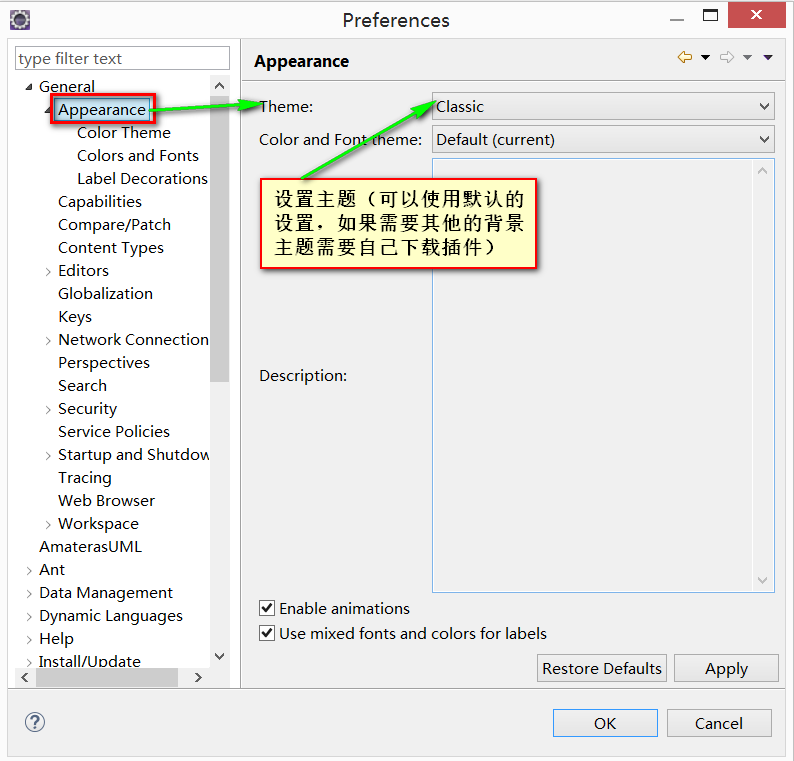 Preferences
type filter text
General
Appearance
Color Theme
Colors and Fonts
Label Decorations
Capabilities
Compare/Patch
Content Types
Editors
Globalization
Keys
Network Connection
Perspectives
Search
Security
Service Policies
Startup and Shutdow
Tracing
Web Browser
Workspace
AmaterasUML
Ant
Data Management
Dynamic Languages
Help
Install/Update
Appearance
Theme:
Classic
Color and Font theme:
Default (current)
设置主题（可以使用默认的
设置，如果需要其他的背景
主题需要自己下载插件）
Description:
Enable animations
Use mixed fonts and colors for labels
Restore Defaults
Apply
OK
Cancel